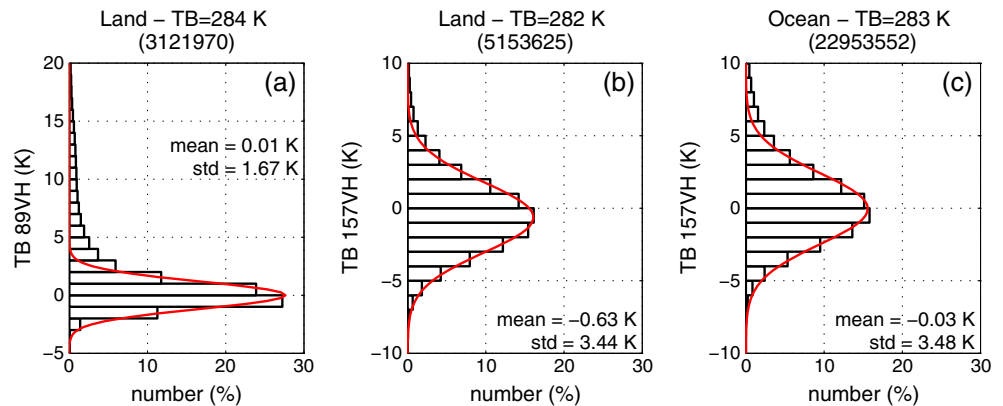 Land − TB=284 K
(3121970)
(a)
mean = 0.01 K
std = 1.67 K
20
15
10
5
0
−5
TB 89VH (K)
0 10 20 30
number (%)
Land − TB=282 K
(5153625)
(b)
10
5
0
−5
−10
TB 157VH (K)
mean = −0.63 K
std = 3.44 K
0 10 20 30
number (%)
Ocean − TB=283 K
(22953552)
(c)
10
5
0
−5
−10
TB 157VH (K)
mean = −0.03 K
std = 3.48 K
0 10 20 30
number (%)